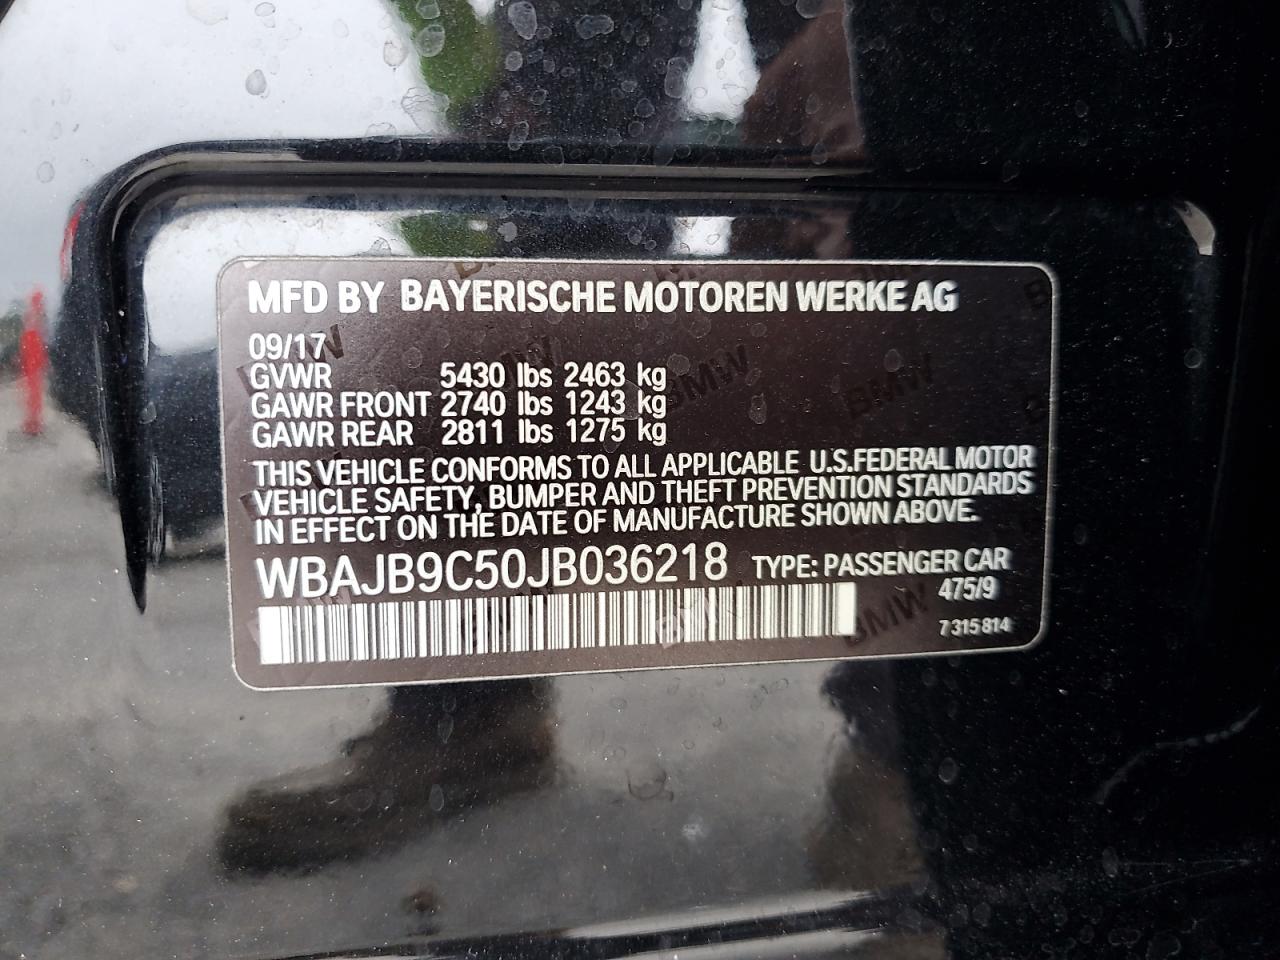 MFD BY BAYERISCHE MOTOREN WERKE AG
09/17
GVWR 5430 lbs 2463 kg
GAWR FRONT 2740 lbs 1243 kg
GAWR REAR 2811 lbs 1275 kg
THIS VEHICLE CONFORMS TO ALL APPLICABLE U.S.FEDERAL MOTOR
VEHICLE SAFETY, BUMPER AND THEFT PREVENTION STANDARDS
IN EFFECT ON THE DATE OF MANUFACTURE SHOWN ABOVE.
WBAJB9C50JB036218 TYPE: PASSENGER CAR
475/9
7 315 814